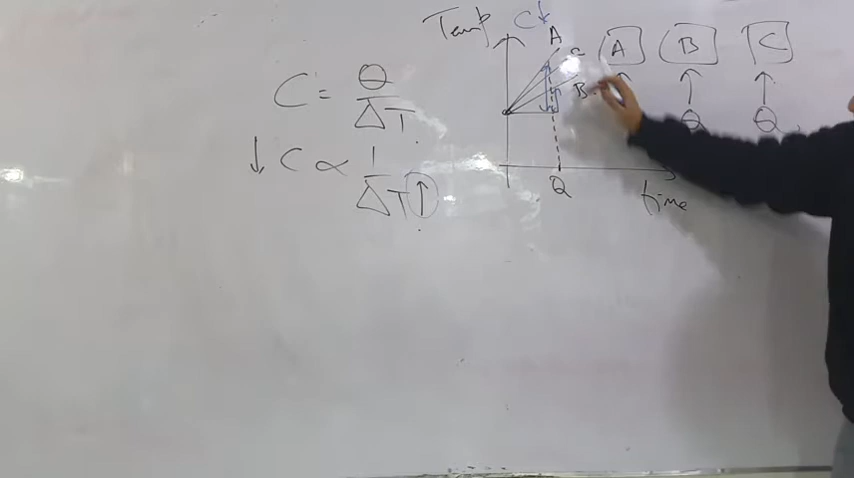 C = Q / ΔT
↓ C ∝ 1 / ΔT↑
Temp C↓
A
C
B
Q
time
A B C
Q Q